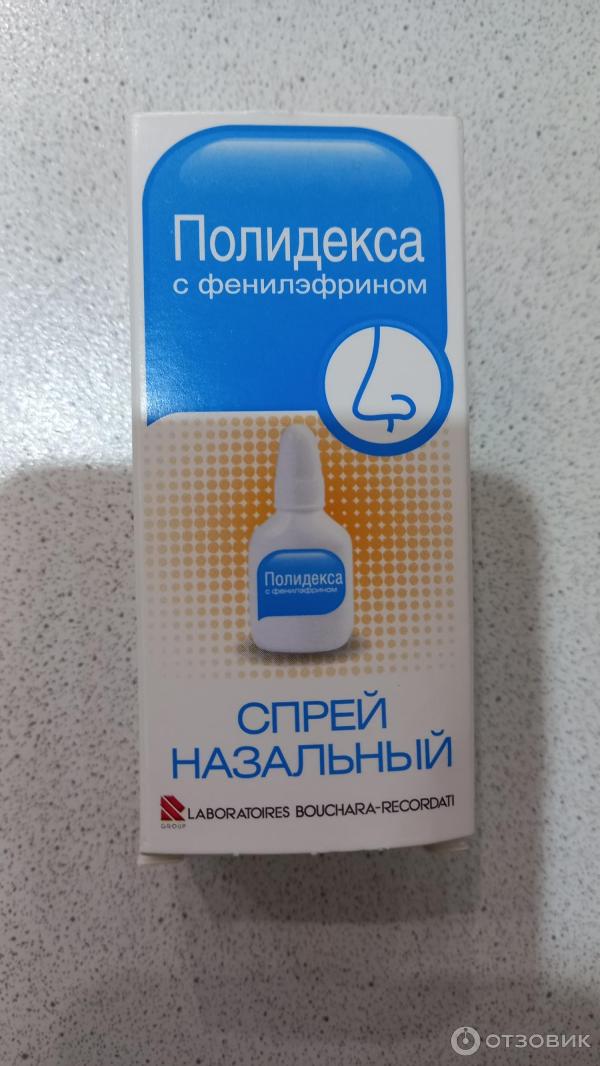 Полидекса
с фенилэфрином
Полидекса
с фенилэфрином
СПРЕЙ
НАЗАЛЬНЫЙ
GROUP
LABORATOIRES BOUCHARA-RECORDATI
ОТЗОВИК